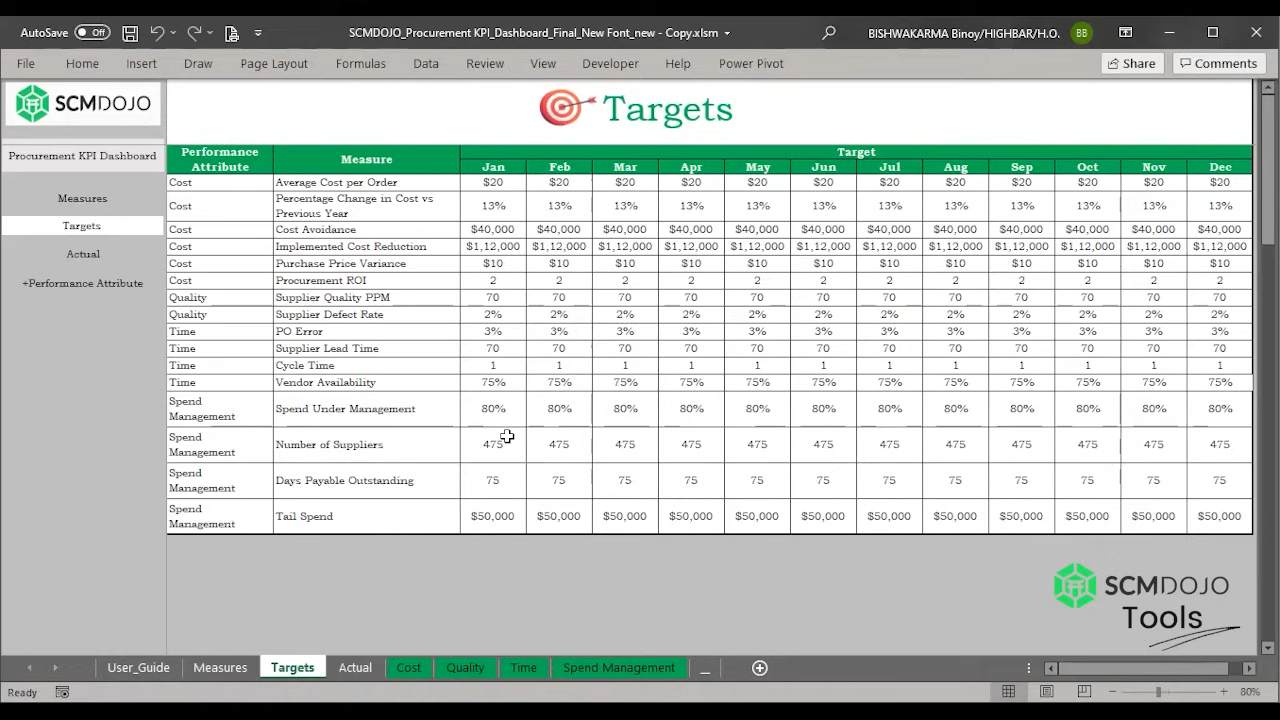 AutoSave Off SCMDOJO_Procurement KPI_Dashboard_Final_New Font_new - Copy.xlsm BISHWAKARMA Binoy/HIGHBAR/H.O. BB
File Home Insert Draw Page Layout Formulas Data Review View Developer Help Power Pivot Share Comments
SCMDOJO
Targets
Procurement KPI Dashboard
Measures
Targets
Actual
+Performance Attribute
Performance Attribute Measure Target
Jan Feb Mar Apr May Jun Jul Aug Sep Oct Nov Dec
Cost Average Cost per Order $20 $20 $20 $20 $20 $20 $20 $20 $20 $20 $20 $20
Cost Percentage Change in Cost vs Previous Year 13% 13% 13% 13% 13% 13% 13% 13% 13% 13% 13% 13%
Cost Cost Avoidance $40,000 $40,000 $40,000 $40,000 $40,000 $40,000 $40,000 $40,000 $40,000 $40,000 $40,000 $40,000
Cost Implemented Cost Reduction $1,12,000 $1,12,000 $1,12,000 $1,12,000 $1,12,000 $1,12,000 $1,12,000 $1,12,000 $1,12,000 $1,12,000 $1,12,000 $1,12,000
Cost Purchase Price Variance $10 $10 $10 $10 $10 $10 $10 $10 $10 $10 $10 $10
Cost Procurement ROI 2 2 2 2 2 2 2 2 2 2 2 2
Quality Supplier Quality PPM 70 70 70 70 70 70 70 70 70 70 70 70
Quality Supplier Defect Rate 2% 2% 2% 2% 2% 2% 2% 2% 2% 2% 2% 2%
Time PO Error 3% 3% 3% 3% 3% 3% 3% 3% 3% 3% 3% 3%
Time Supplier Lead Time 70 70 70 70 70 70 70 70 70 70 70 70
Time Cycle Time 1 1 1 1 1 1 1 1 1 1 1 1
Time Vendor Availability 75% 75% 75% 75% 75% 75% 75% 75% 75% 75% 75% 75%
Spend Management Spend Under Management 80% 80% 80% 80% 80% 80% 80% 80% 80% 80% 80% 80%
Spend Management Number of Suppliers 475 475 475 475 475 475 475 475 475 475 475 475
Spend Management Days Payable Outstanding 75 75 75 75 75 75 75 75 75 75 75 75
Spend Management Tail Spend $50,000 $50,000 $50,000 $50,000 $50,000 $50,000 $50,000 $50,000 $50,000 $50,000 $50,000 $50,000
SCMDOJO
Tools
User_Guide Measures Targets Actual Cost Quality Time Spend Management
Ready 80%